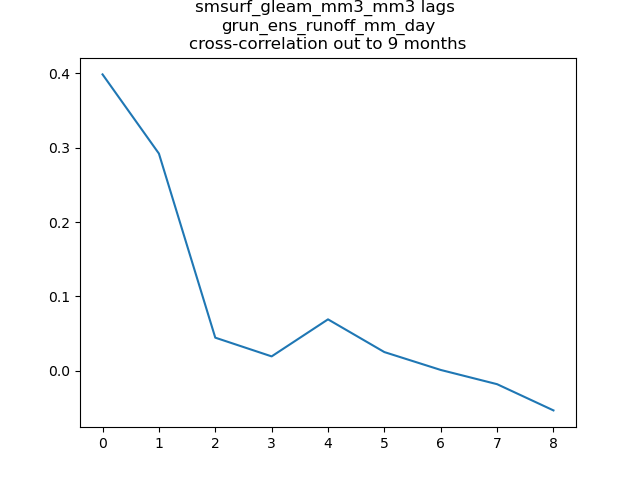 smsurf_gleam_mm3_mm3 lags
grun_ens_runoff_mm_day
cross-correlation out to 9 months
0.4
0.3
0.2
0.1
0.0
0 1 2 3 4 5 6 7 8